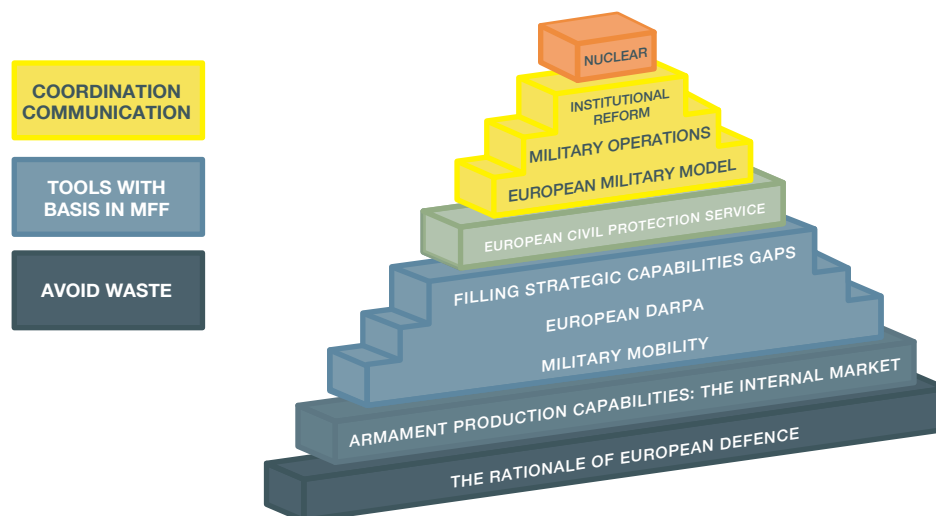 COORDINATION
COMMUNICATION
TOOLS WITH
BASIS IN MFF
AVOID WASTE
NUCLEAR
INSTITUTIONAL
REFORM
MILITARY OPERATIONS
EUROPEAN MILITARY MODEL
EUROPEAN CIVIL PROTECTION SERVICE
FILLING STRATEGIC CAPABILITIES GAPS
EUROPEAN DARPA
MILITARY MOBILITY
ARMAMENT PRODUCTION CAPABILITIES: THE INTERNAL MARKET
THE RATIONALE OF EUROPEAN DEFENCE